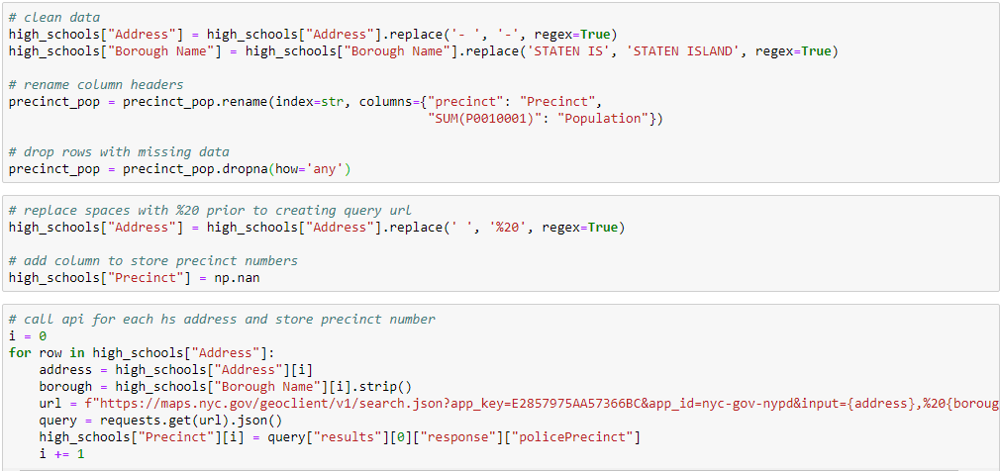 # clean data
high_schools["Address"] = high_schools["Address"].replace('- ', '-', regex=True)
high_schools["Borough Name"] = high_schools["Borough Name"].replace('STATEN IS', 'STATEN ISLAND', regex=True)
# rename column headers
precinct_pop = precinct_pop.rename(index=str, columns={"precinct": "Precinct",
"SUM(P0010001)": "Population"})
# drop rows with missing data
precinct_pop = precinct_pop.dropna(how='any')
# replace spaces with %20 prior to creating query url
high_schools["Address"] = high_schools["Address"].replace(' ', '%20', regex=True)
# add column to store precinct numbers
high_schools["Precinct"] = np.nan
# call api for each hs address and store precinct number
i = 0
for row in high_schools["Address"]:
address = high_schools["Address"][i]
borough = high_schools["Borough Name"][i].strip()
url = f"https://maps.nyc.gov/geoclient/v1/search.json?app_key=E2857975AA57366BC&app_id=nyc-gov-nypd&input={address},%20{boroug
query = requests.get(url).json()
high_schools["Precinct"][i] = query["results"][0]["response"]["policePrecinct"]
i += 1